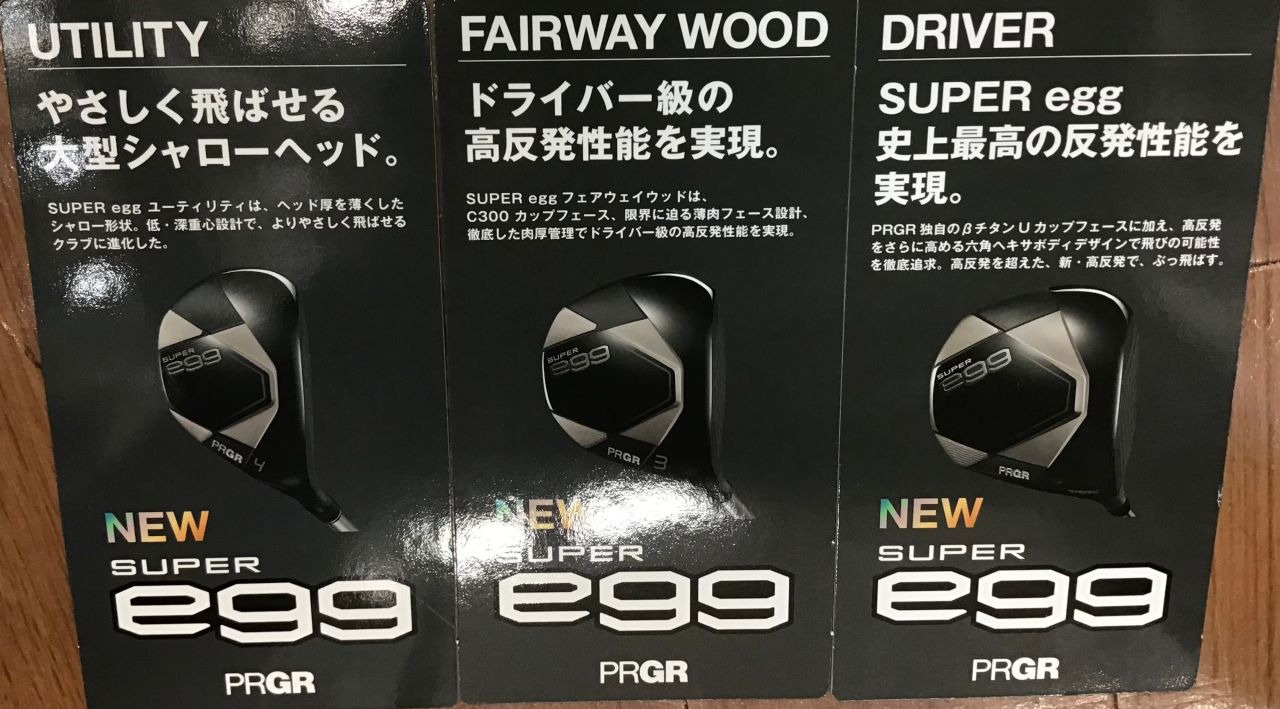 UTILITY
やさしく飛ばせる
大型シャローヘッド。
SUPER egg ユーティリティは、ヘッド厚を薄くした
シャロー形状。低・深重心設計で、よりやさしく飛ばせる
クラブに進化した。
SUPER
egg
PRGR 4
NEW
SUPER
egg
PRGR
FAIRWAY WOOD
ドライバー級の
高反発性能を実現。
SUPER egg フェアウェイウッドは、
C300 カップフェース、限界に迫る薄肉フェース設計、
徹底した肉厚管理でドライバー級の高反発性能を実現。
SUPER
egg
PRGR 3
NEW
SUPER
egg
PRGR
DRIVER
SUPER egg
史上最高の反発性能を
実現。
PRGR 独自のβチタン U カップフェースに加え、高反発
をさらに高める六角ヘキサボディデザインで飛びの可能性
を徹底追求。高反発を超えた、新・高反発で、ぶっ飛ばす。
SUPER
egg
PRGR
NEW
SUPER
egg
PRGR